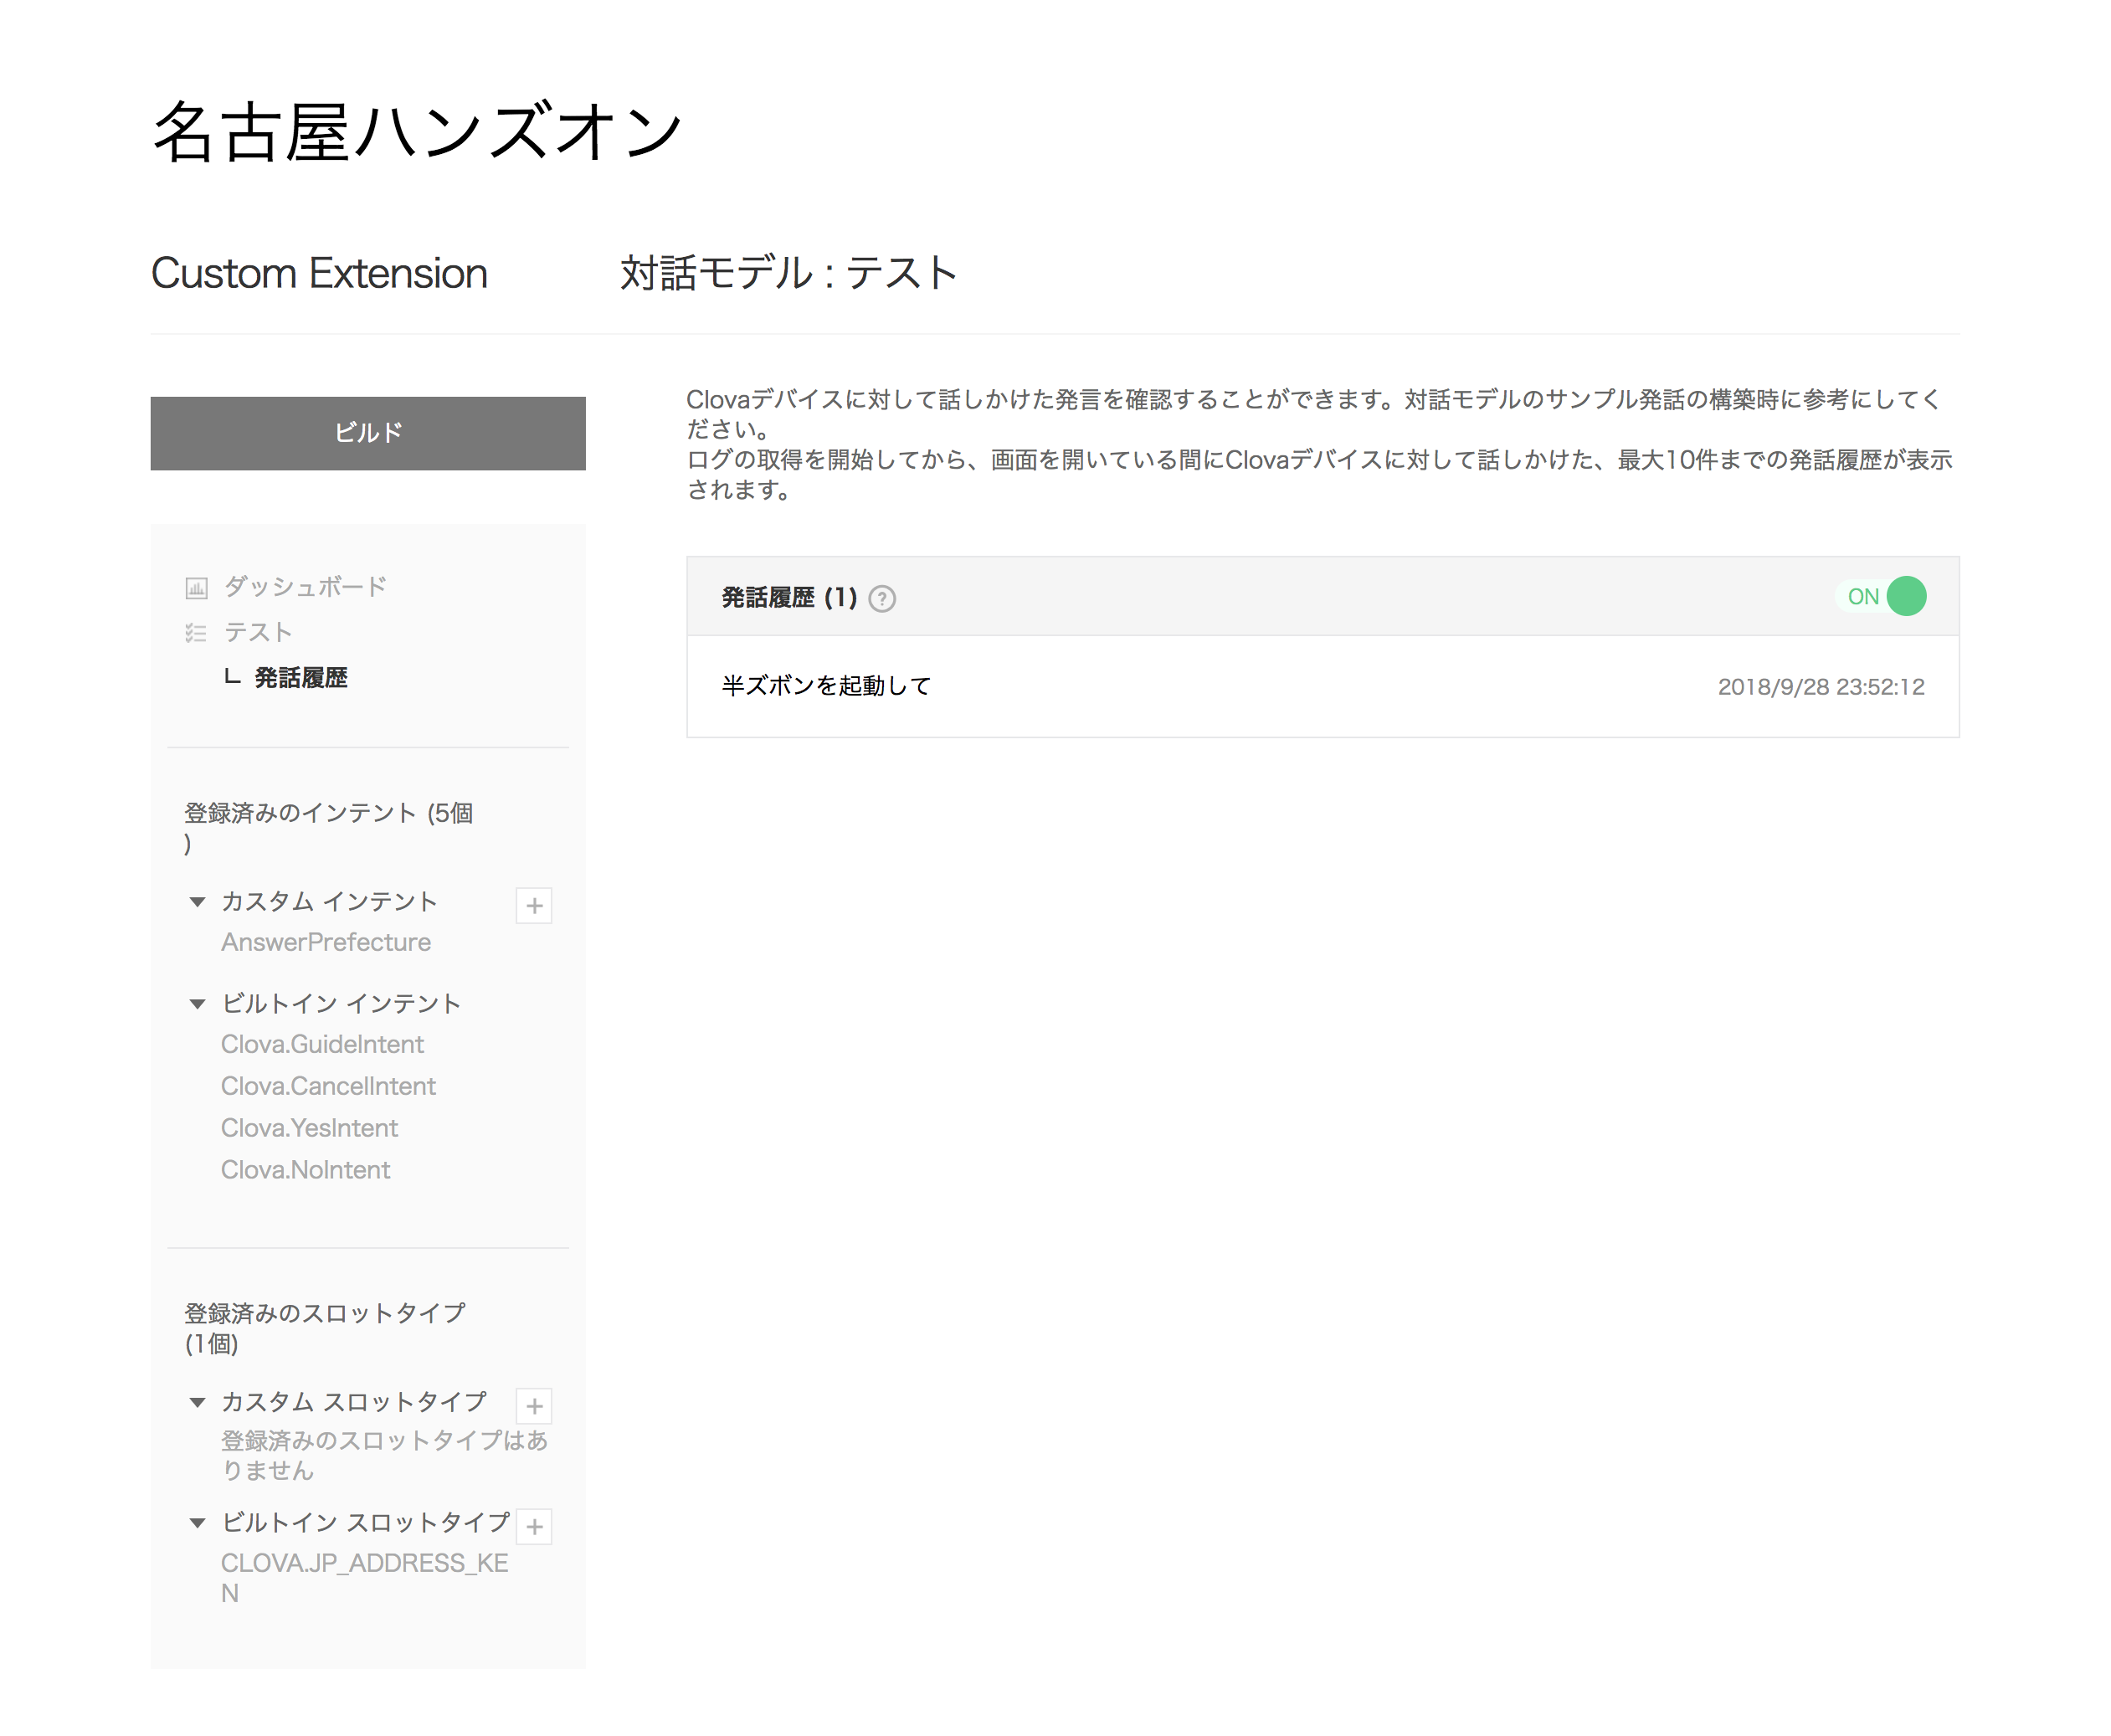 名古屋ハンズオン
Custom Extension
対話モデル : テスト
ビルド
ダッシュボード
テスト
発話履歴
登録済みのインテント (5個
)
カスタム インテント
AnswerPrefecture
ビルトイン インテント
Clova.GuideIntent
Clova.CancelIntent
Clova.YesIntent
Clova.NoIntent
登録済みのスロットタイプ
(1個)
カスタム スロットタイプ
登録済みのスロットタイプはあ
りません
ビルトイン スロットタイプ
CLOVA.JP_ADDRESS_KE
N
Clovaデバイスに対して話しかけた発言を確認することができます。対話モデルのサンプル発話の構築時に参考にしてく
ださい。
ログの取得を開始してから、画面を開いている間にClovaデバイスに対して話しかけた、最大10件までの発話履歴が表示
されます。
発話履歴 (1) ?
ON
半ズボンを起動して
2018/9/28 23:52:12